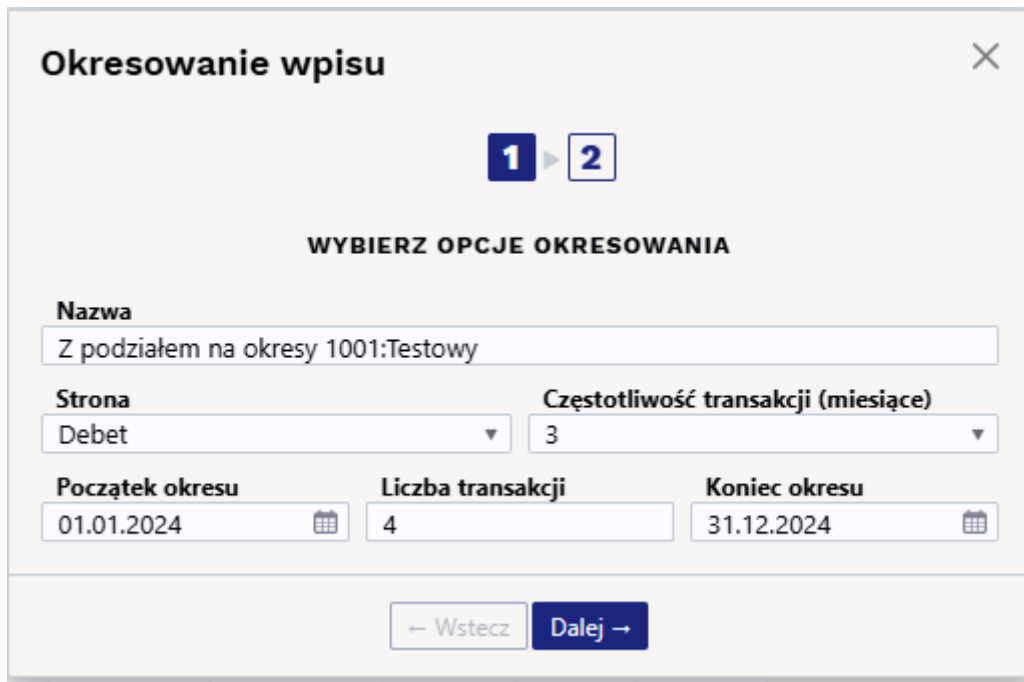 Okresowanie wpisu
1 2
WYBIERZ OPCJE OKRESOWANIA
Nazwa
Z podziałem na okresy 1001:Testowy
Strona Częstotliwość transakcji (miesiące)
Debet 3
Początek okresu Liczba transakcji Koniec okresu
01.01.2024 4 31.12.2024
← Wstecz Dalej →